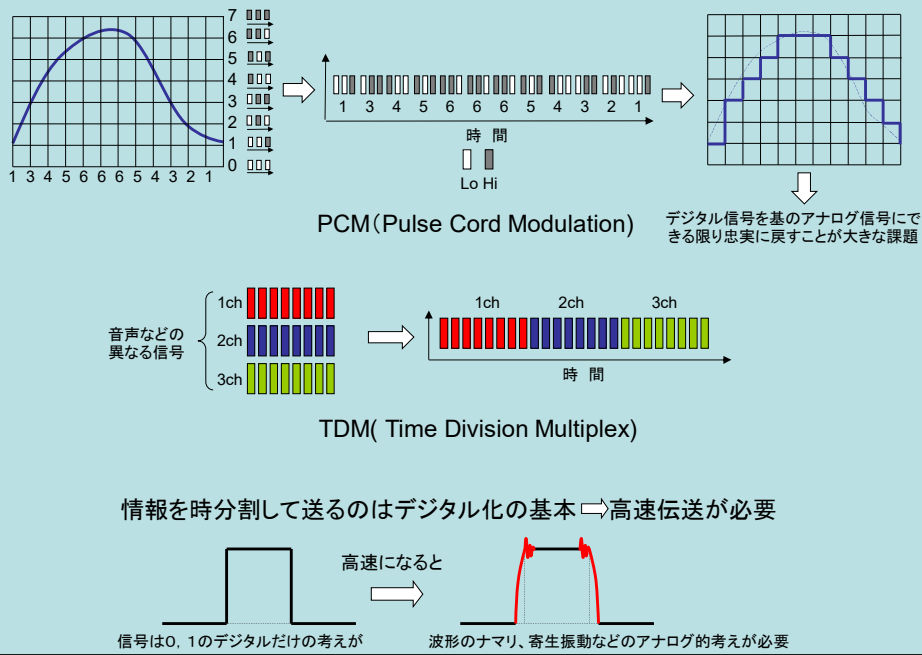 7
6
5
4
3
2
1
0
1 3 4 5 6 6 6 5 4 3 2 1
1 3 4 5 6 6 6 5 4 3 2 1
時 間
Lo Hi
PCM(Pulse Cord Modulation)
デジタル信号を基のアナログ信号にで
きる限り忠実に戻すことが大きな課題
音声などの
異なる信号
1ch
2ch
3ch
1ch 2ch 3ch
時 間
TDM( Time Division Multiplex)
情報を時分割して送るのはデジタル化の基本⇨高速伝送が必要
高速になると
信号は0,1のデジタルだけの考えが
波形のナマリ、寄生振動などのアナログ的考えが必要